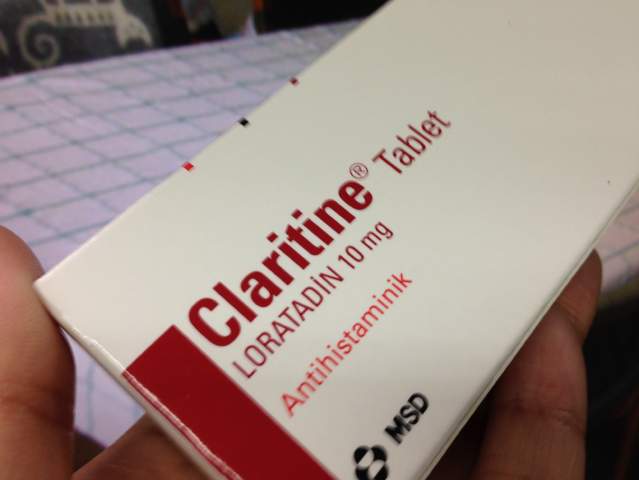 Claritine® Tablet
LORATADİN 10 mg
Antihistaminik
MSD